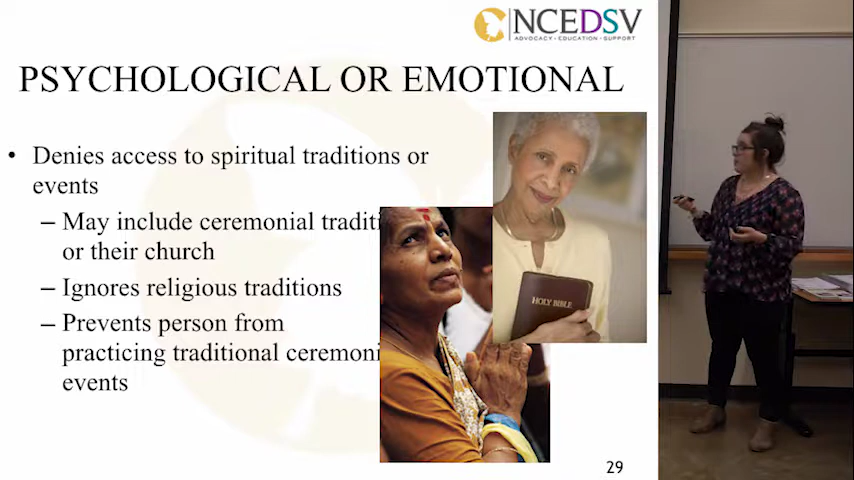 NCEDSV
ADVOCACY • EDUCATION • SUPPORT
PSYCHOLOGICAL OR EMOTIONAL
• Denies access to spiritual traditions or
events
– May include ceremonial traditi
or their church
– Ignores religious traditions
– Prevents person from
practicing traditional ceremoni
events
HOLY BIBLE
29